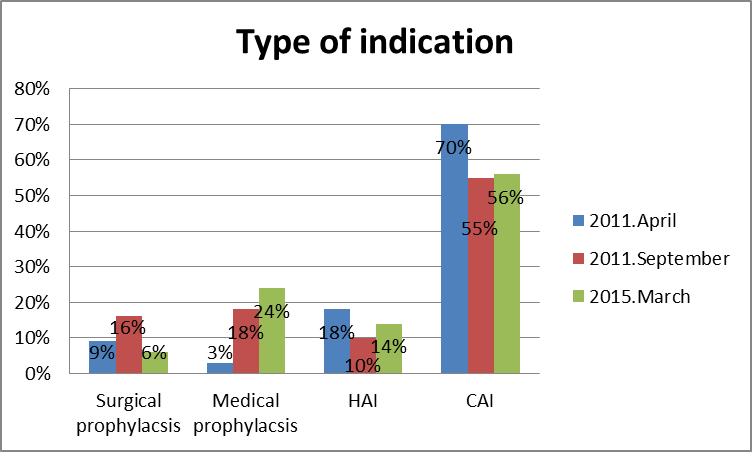 Type of indication
80%
70%
60%
50%
40%
30%
20%
10%
0%
9%
16%
6%
3%
18%
24%
18%
10%
14%
70%
55%
56%
Surgical
prophylacsis
Medical
prophylacsis
HAI
CAI
2011.April
2011.September
2015.March